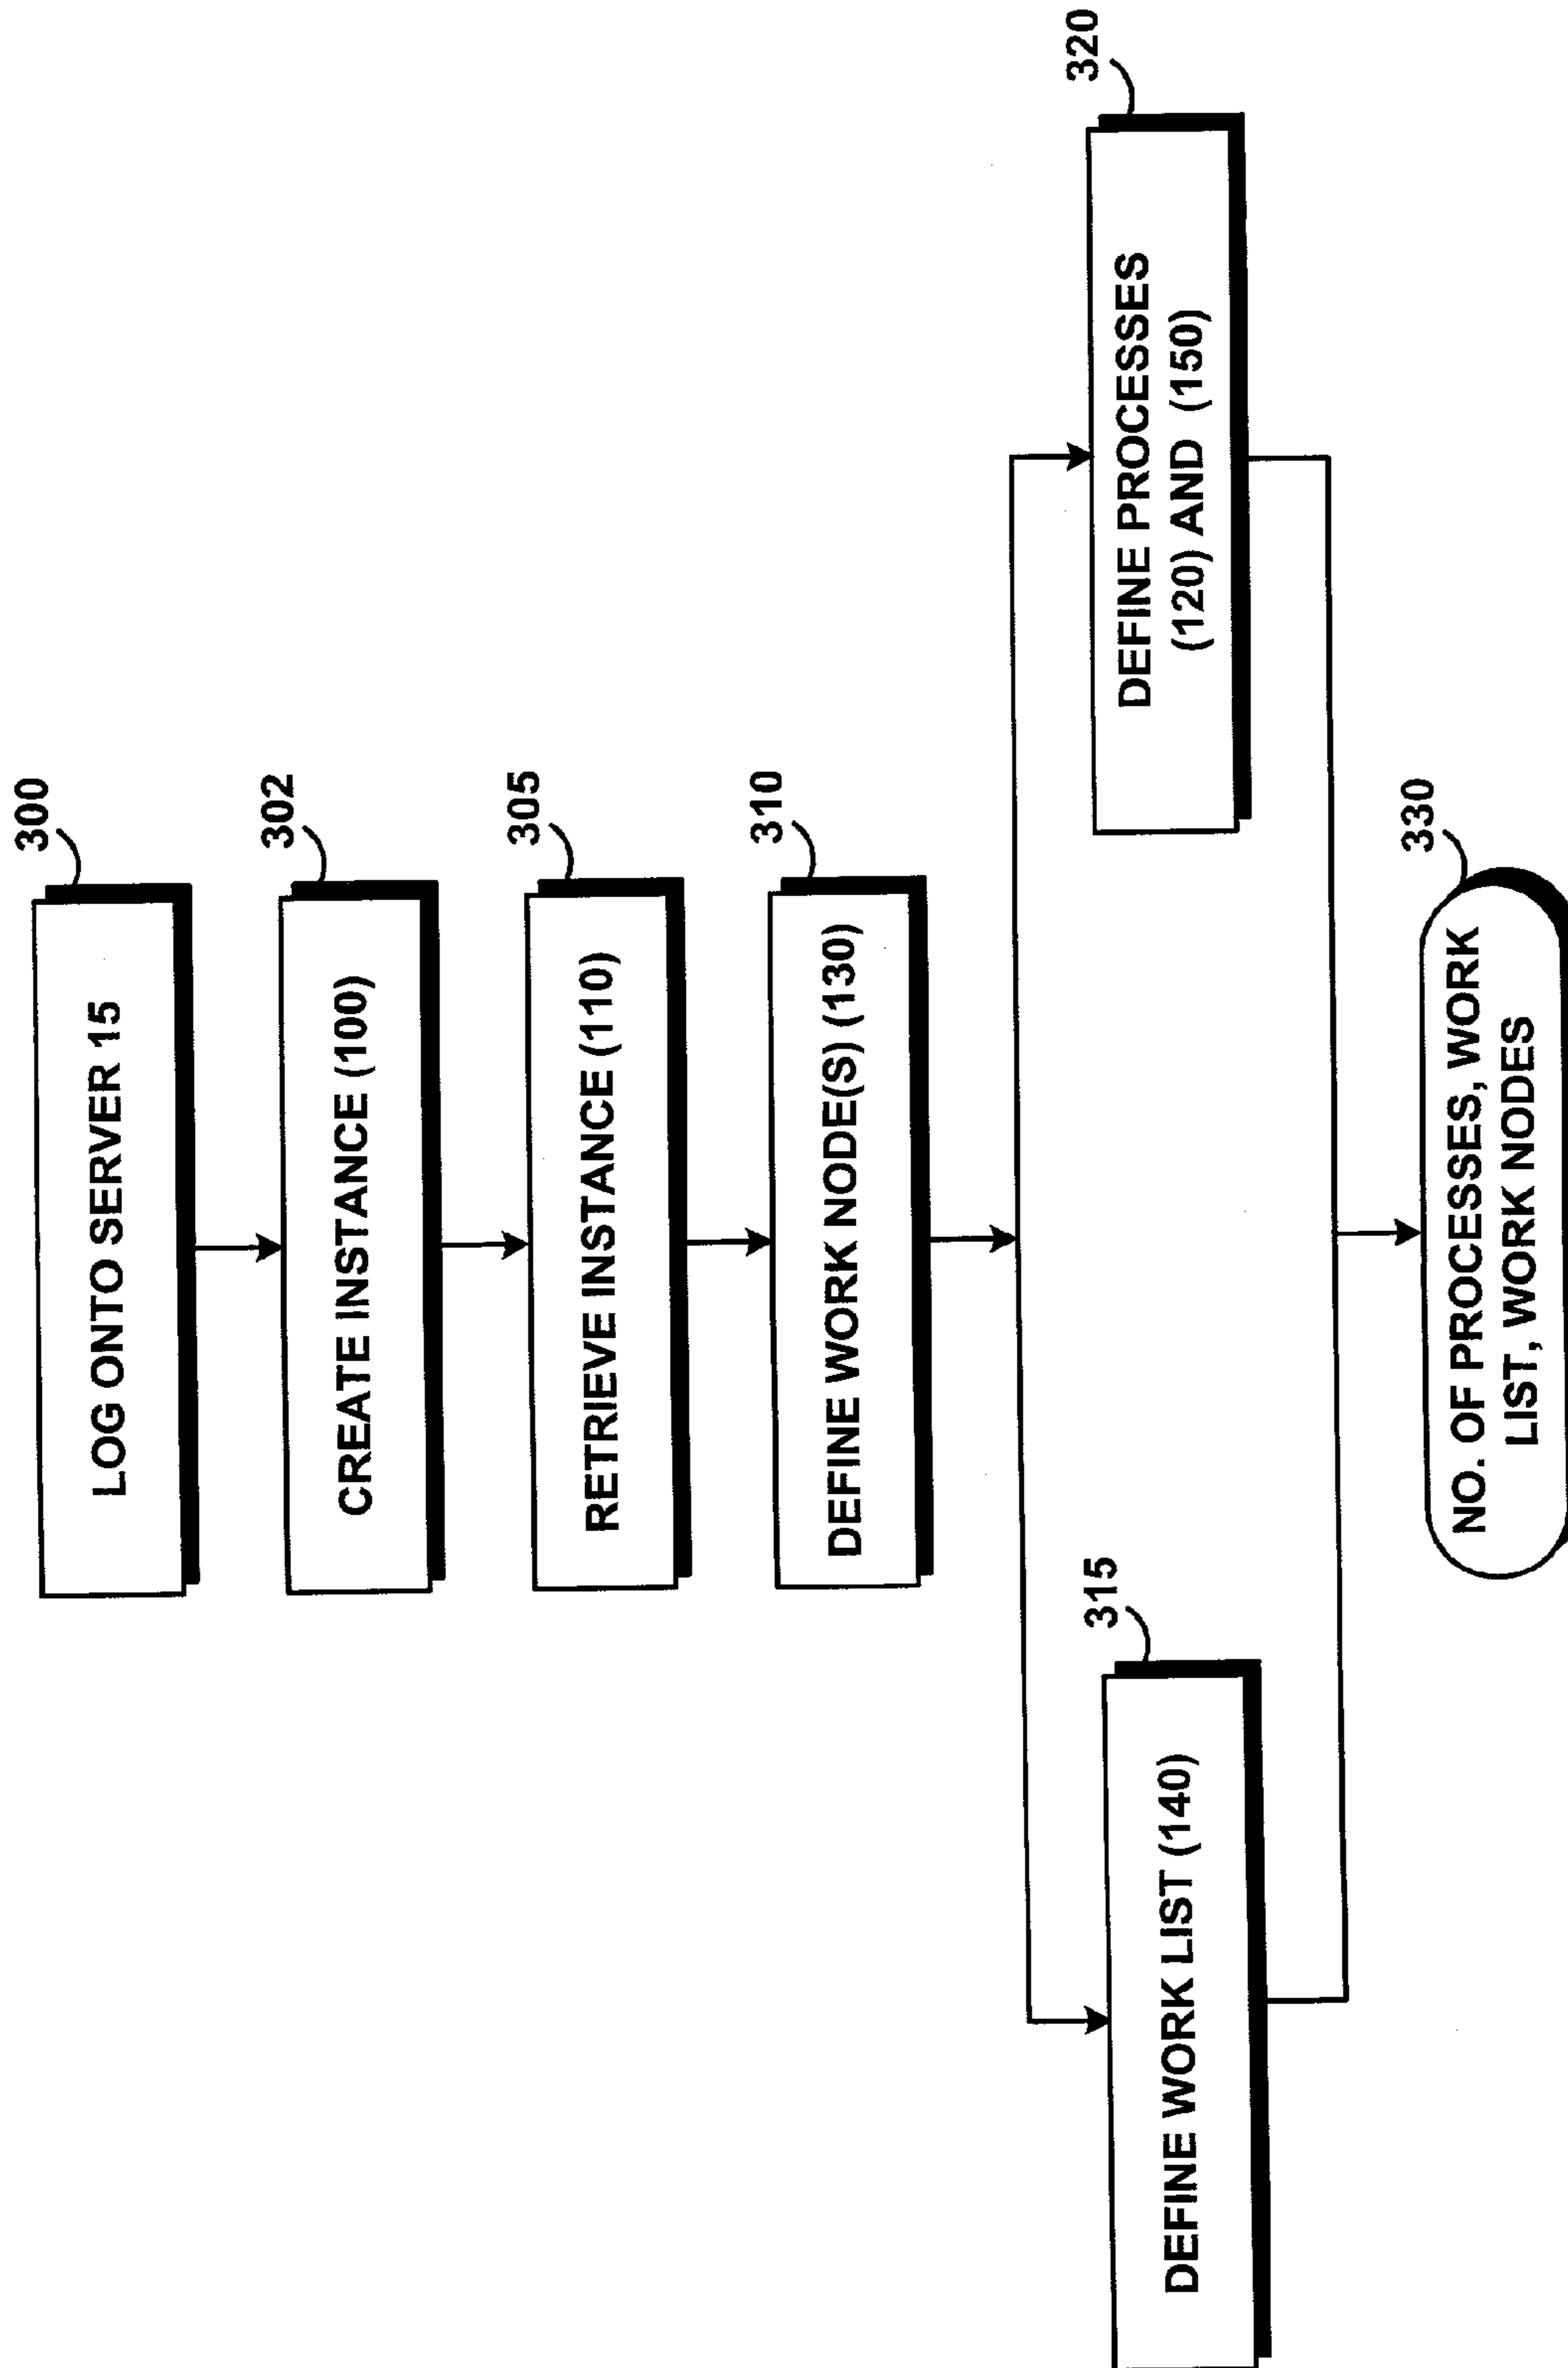 300
LOG ONTO SERVER 15
302
CREATE INSTANCE (100)
305
RETRIEVE INSTANCE (110)
310
DEFINE WORK NODE(S) (130)
315
DEFINE WORK LIST (140)
320
DEFINE PROCESSES
(120) AND (150)
330
NO. OF PROCESSES, WORK
LIST, WORK NODES